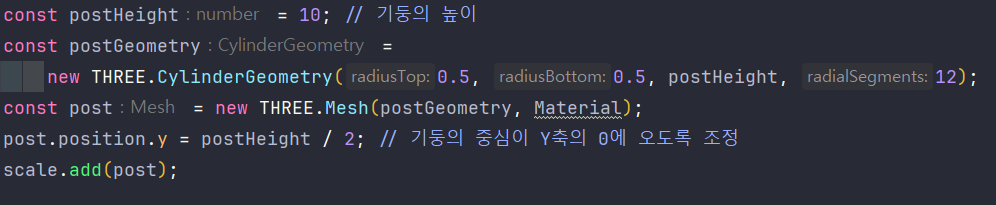 const postHeight : number = 10; // 기둥의 높이
const postGeometry : CylinderGeometry =
new THREE.CylinderGeometry( radiusTop: 0.5, radiusBottom: 0.5, postHeight, radialSegments: 12);
const post : Mesh = new THREE.Mesh(postGeometry, Material);
post.position.y = postHeight / 2; // 기둥의 중심이 Y축의 0에 오도록 조정
scale.add(post);